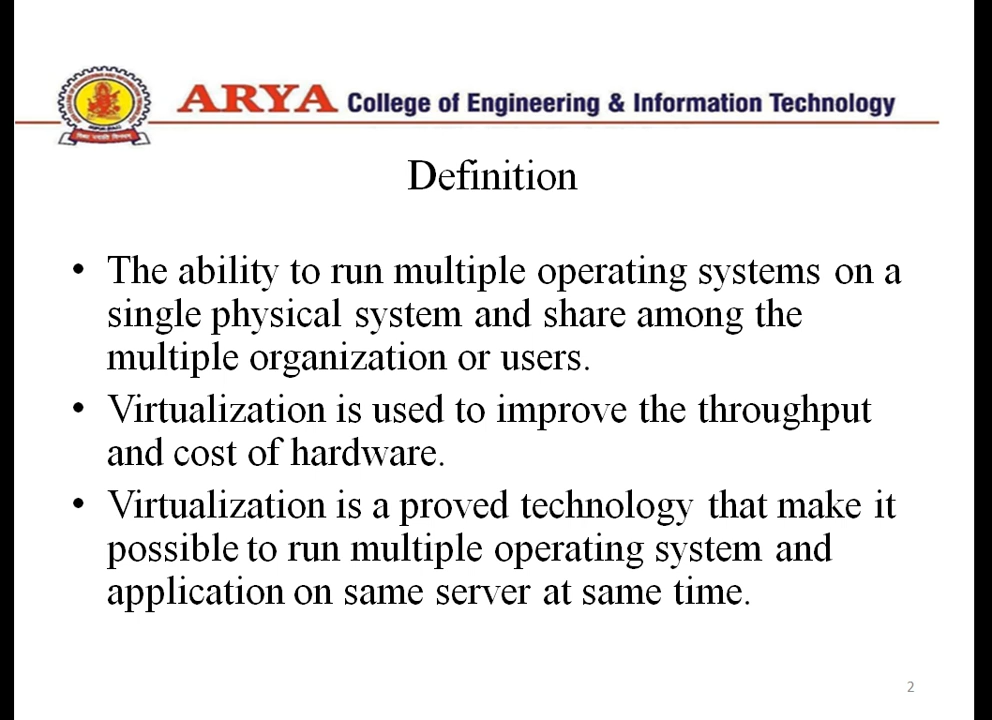 ARYA College of Engineering & Information Technology
Definition
• The ability to run multiple operating systems on a
single physical system and share among the
multiple organization or users.
• Virtualization is used to improve the throughput
and cost of hardware.
• Virtualization is a proved technology that make it
possible to run multiple operating system and
application on same server at same time.
2